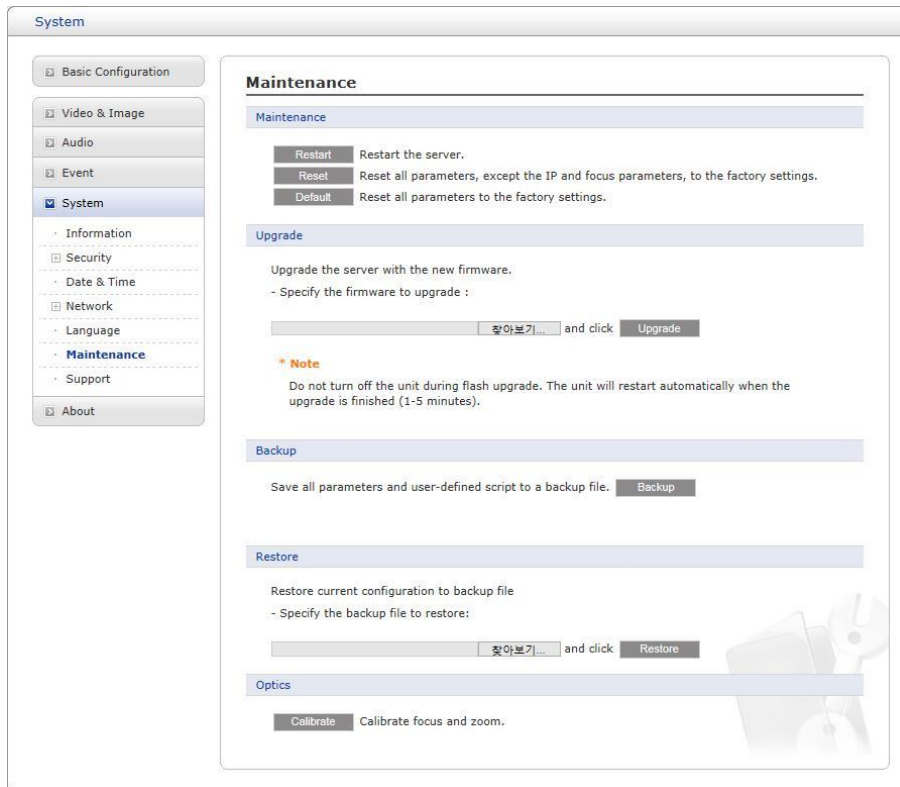 System
Basic Configuration
Video & Image
Audio
Event
System
Information
Security
Date & Time
Network
Language
Maintenance
Support
About
Maintenance
Maintenance
Restart Restart the server.
Reset Reset all parameters, except the IP and focus parameters, to the factory settings.
Default Reset all parameters to the factory settings.
Upgrade
Upgrade the server with the new firmware.
- Specify the firmware to upgrade :
찾아보기... and click Upgrade
* Note
Do not turn off the unit during flash upgrade. The unit will restart automatically when the
upgrade is finished (1-5 minutes).
Backup
Save all parameters and user-defined script to a backup file. Backup
Restore
Restore current configuration to backup file
- Specify the backup file to restore:
찾아보기... and click Restore
Optics
Calibrate Calibrate focus and zoom.